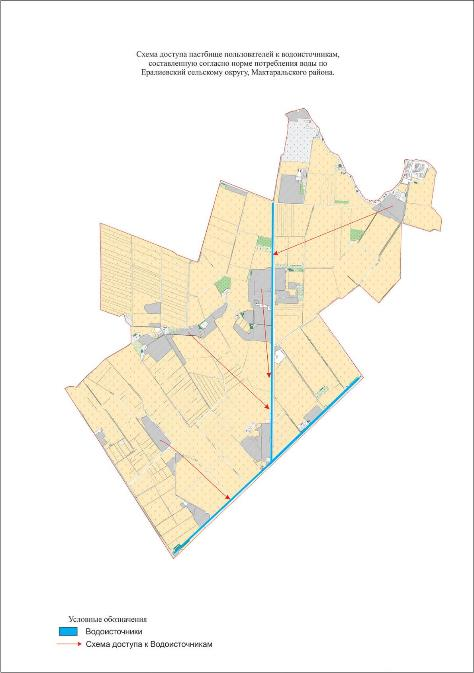 Схема доступа пастбище пользователей к водоисточникам,
составленную согласно норме потребления воды по
Ералиевский сельскому округу, Мактаральского района.
Условные обозначения
Водоисточники
Схема доступа к Водоисточникам